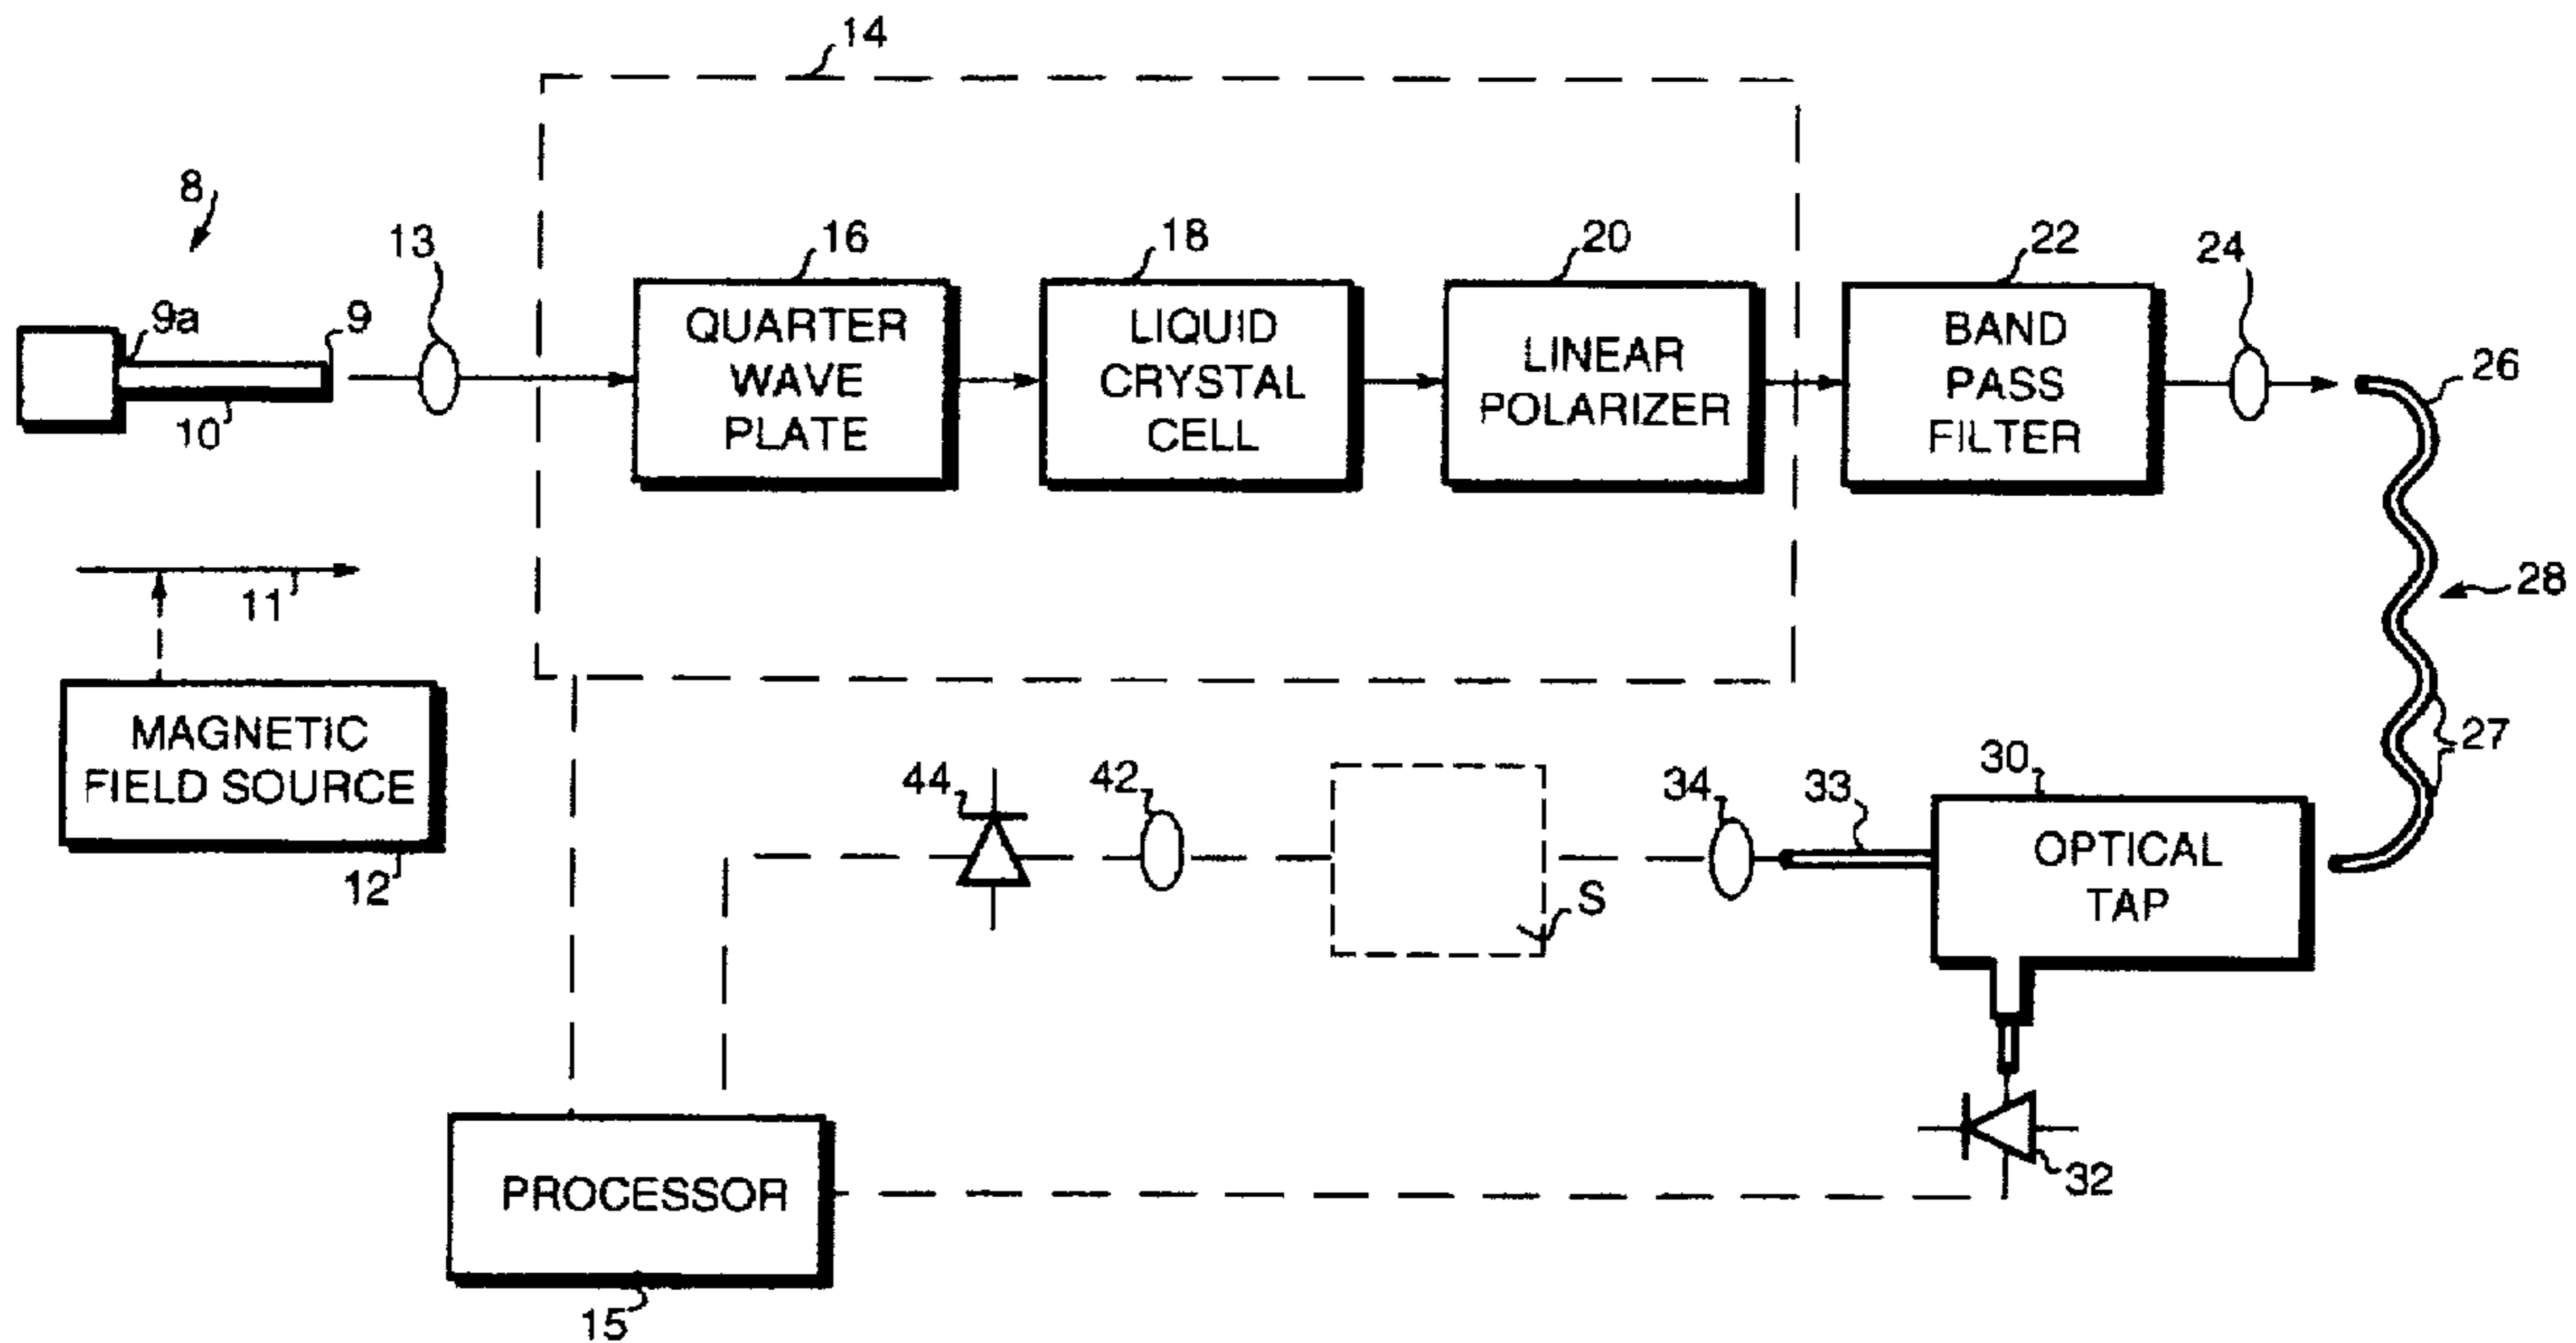 14
8
13
16
18
20
22
24
9a
9
10
QUARTER
WAVE
PLATE
LIQUID
CRYSTAL
CELL
LINEAR
POLARIZER
BAND
PASS
FILTER
26
11
28
MAGNETIC
FIELD SOURCE
12
44
42
S
34
33
30
27
OPTICAL
TAP
32
PROCESSOR
15